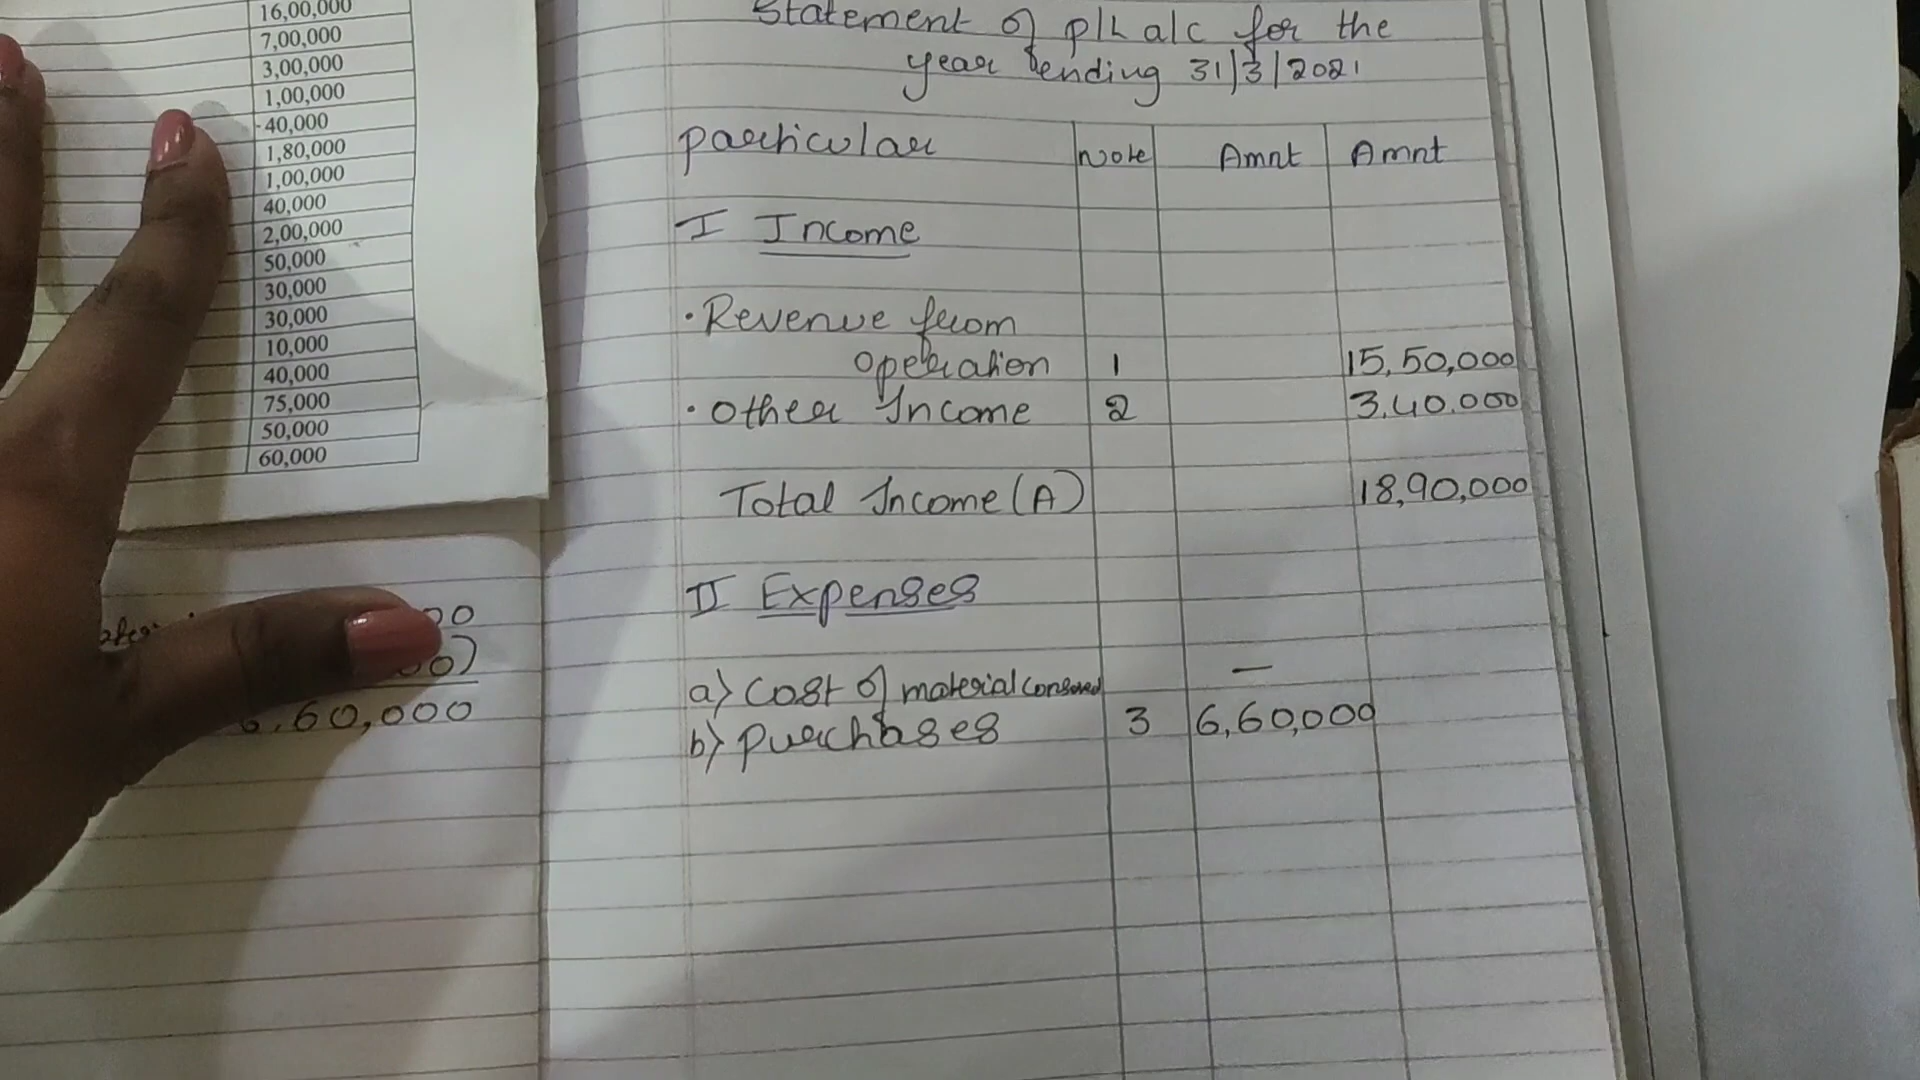 16,00,000
7,00,000
3,00,000
1,00,000
40,000
1,80,000
1,00,000
40,000
2,00,000
50,000
30,000
30,000
10,000
40,000
75,000
50,000
60,000
00
00)
6,60,000
Statement of P/L a/c for the
year ending 31/3/2021
Particular Note Amnt Amnt
I Income
• Revenue from
Operation 1 15,50,000
• Other Income 2 3,40,000
Total Income (A) 18,90,000
II Expenses
a) Cost of material consumed —
b) Purchases 3 6,60,000